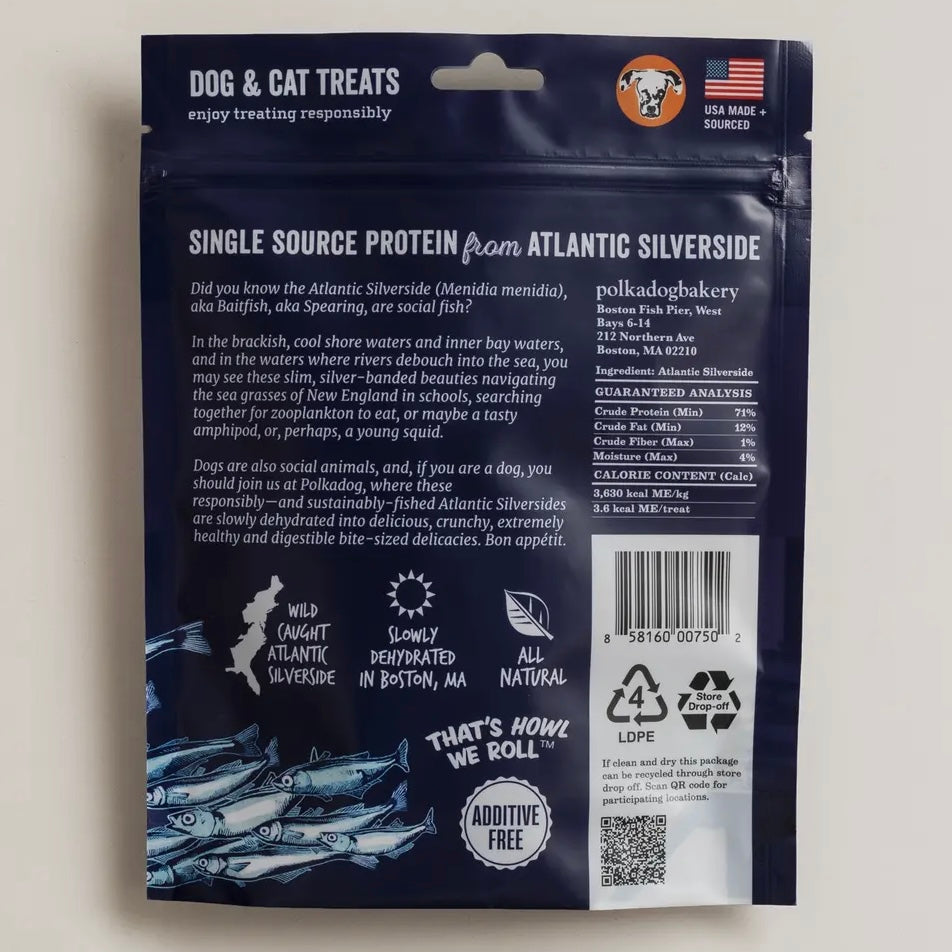 DOG & CAT TREATS
enjoy treating responsibly
USA MADE +
SOURCED
SINGLE SOURCE PROTEIN from ATLANTIC SILVERSIDE
Did you know the Atlantic Silverside (Menidia menidia),
aka Baitfish, aka Spearing, are social fish?
In the brackish, cool shore waters and inner bay waters,
and in the waters where rivers debouch into the sea, you
may see these slim, silver-banded beauties navigating
the sea grasses of New England in schools, searching
together for zooplankton to eat, or maybe a tasty
amphipod, or, perhaps, a young squid.
Dogs are also social animals, and, if you are a dog, you
should join us at Polkadog, where these
responsibly—and sustainably-fished Atlantic Silversides
are slowly dehydrated into delicious, crunchy, extremely
healthy and digestible bite-sized delicacies. Bon appétit.
polkadogbakery
Boston Fish Pier, West
Bays 6-14
212 Northern Ave
Boston, MA 02210
Ingredient: Atlantic Silverside
GUARANTEED ANALYSIS
Crude Protein (Min) 71%
Crude Fat (Min) 12%
Crude Fiber (Max) 1%
Moisture (Max) 4%
CALORIE CONTENT (Calc)
3,630 kcal ME/kg
3.6 kcal ME/treat
WILD
CAUGHT
ATLANTIC
SILVERSIDE
SLOWLY
DEHYDRATED
IN BOSTON, MA
ALL
NATURAL
THAT'S HOWL
WE ROLL™
ADDITIVE
FREE
8 58160 00750 2
4
LDPE
Store
Drop-off
If clean and dry this package
can be recycled through store
drop off. Scan QR code for
participating locations.